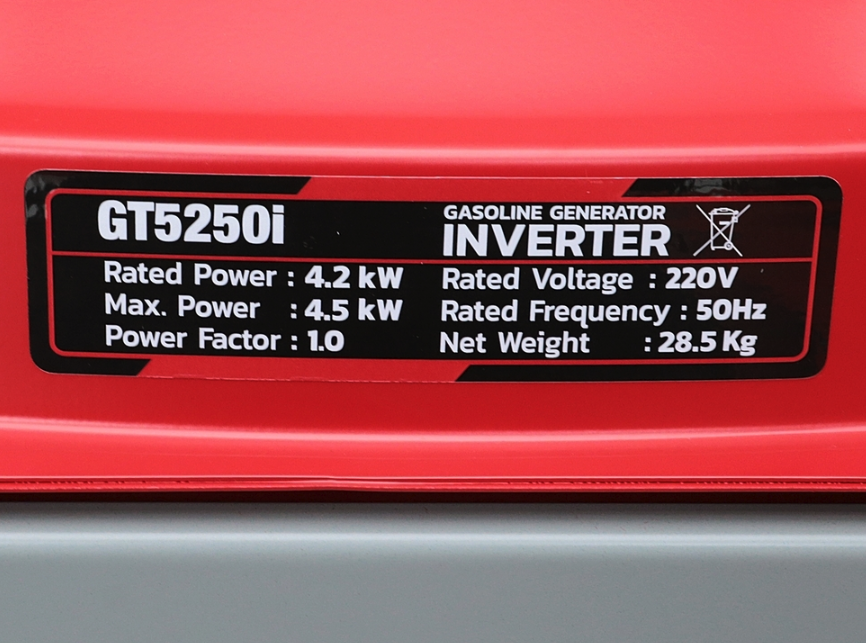 GT5250i
GASOLINE GENERATOR
INVERTER
Rated Power : 4.2 kW
Max. Power : 4.5 kW
Power Factor : 1.0
Rated Voltage : 220V
Rated Frequency : 50Hz
Net Weight : 28.5 Kg